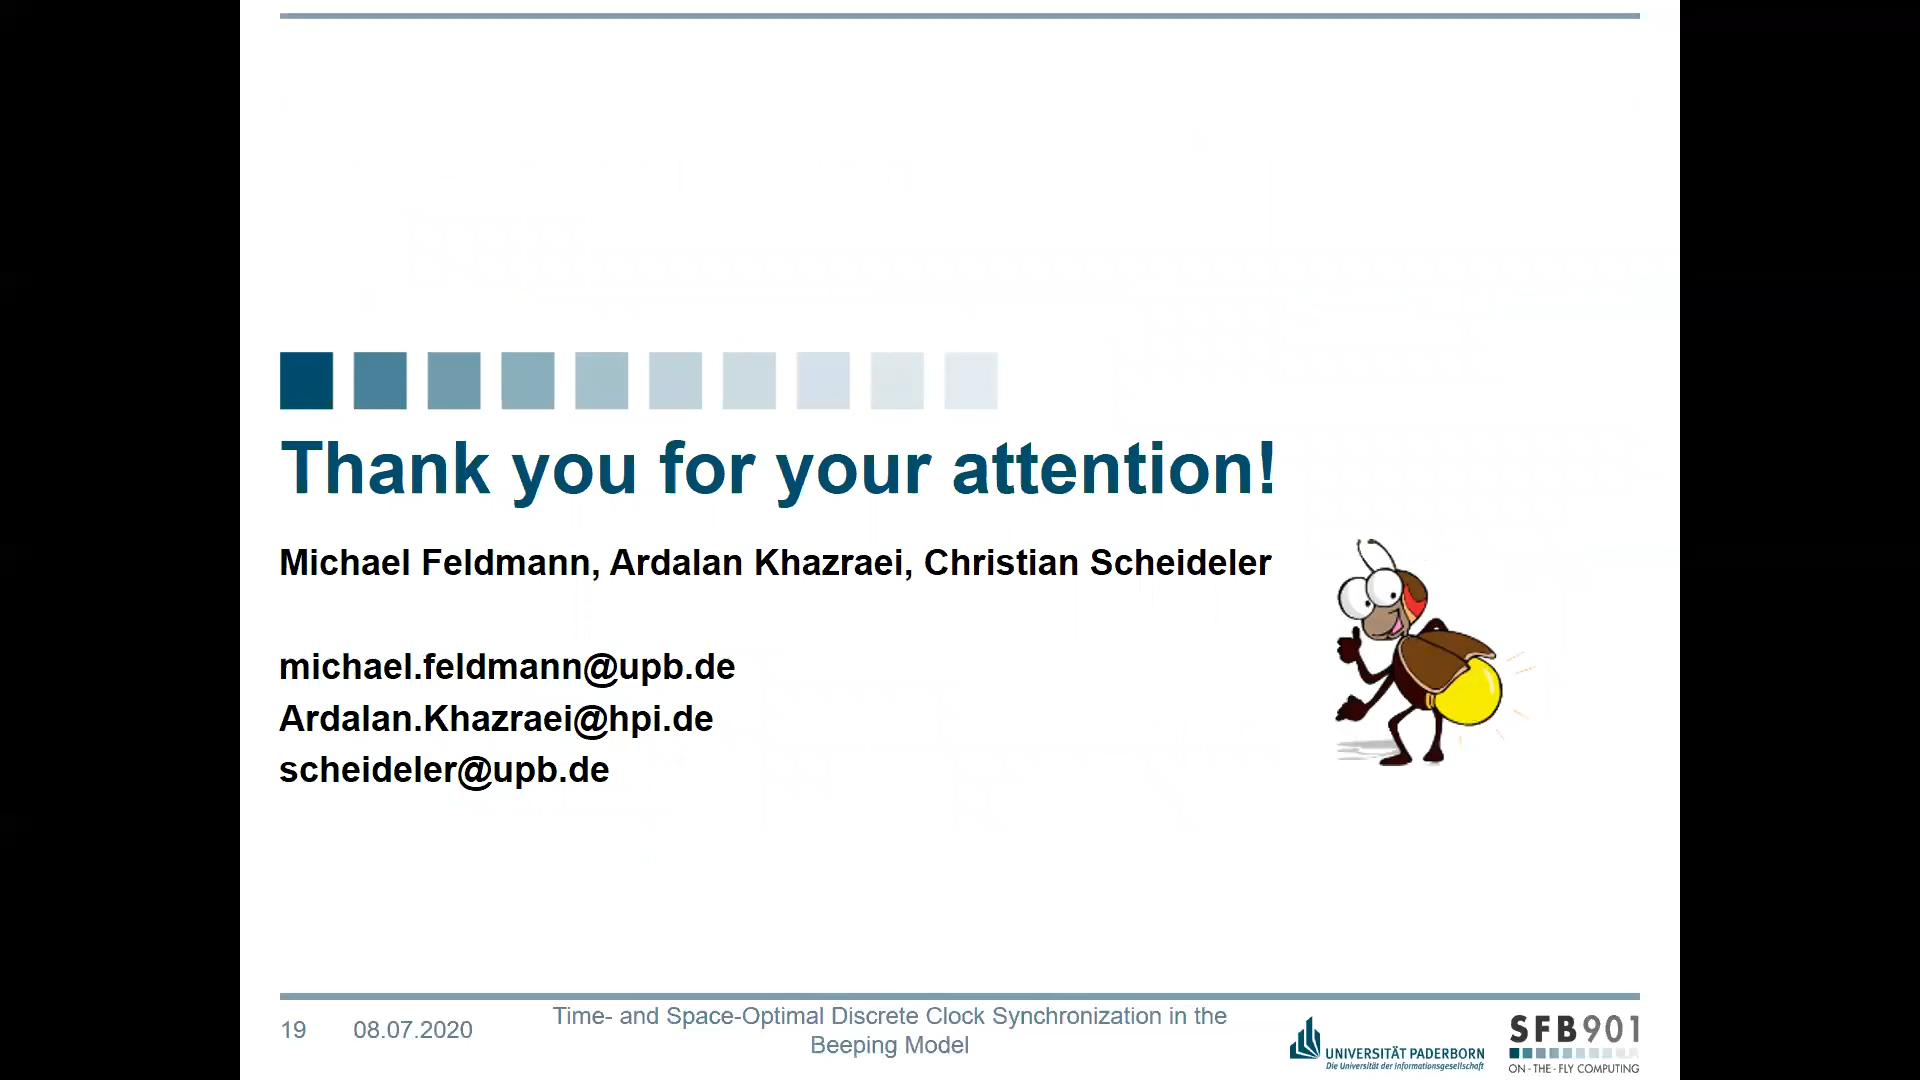 Thank you for your attention!
Michael Feldmann, Ardalan Khazraei, Christian Scheideler
michael.feldmann@upb.de
Ardalan.Khazraei@hpi.de
scheideler@upb.de
19
08.07.2020
Time- and Space-Optimal Discrete Clock Synchronization in the
Beeping Model
UNIVERSITÄT PADERBORN
Die Universität der Informationsgesellschaft
SFB901
ON-THE-FLY COMPUTING